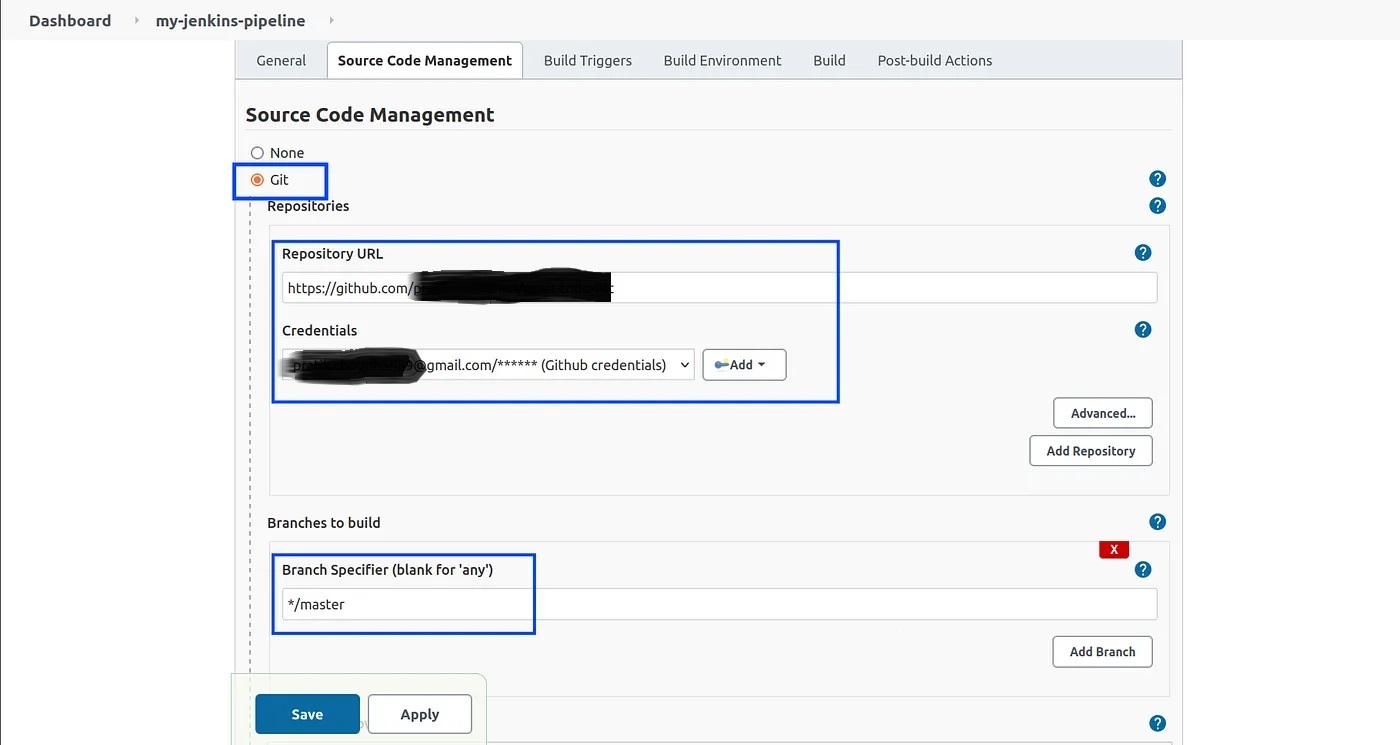 Dashboard my-jenkins-pipeline
General Source Code Management Build Triggers Build Environment Build Post-build Actions
Source Code Management
None
Git
?
Repositories
?
Repository URL
?
https://github.com/
Credentials
?
@gmail.com/****** (Github credentials)
Add
Advanced...
Add Repository
Branches to build
?
X
Branch Specifier (blank for 'any')
?
*/master
Add Branch
Save Apply
?